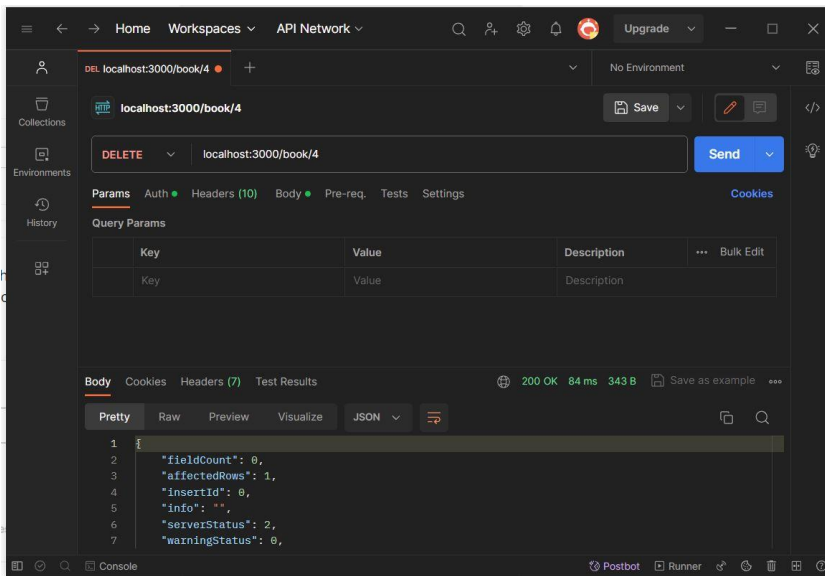 Home Workspaces API Network Upgrade
DEL localhost:3000/book/4 No Environment
HTTP localhost:3000/book/4 Save
Collections
DELETE localhost:3000/book/4 Send
Environments
Params Auth Headers (10) Body Pre-req. Tests Settings Cookies
History
Query Params
Key Value Description Bulk Edit
Key Value Description
Body Cookies Headers (7) Test Results 200 OK 84 ms 343 B Save as example
Pretty Raw Preview Visualize JSON
1 {
2 "fieldCount": 0,
3 "affectedRows": 1,
4 "insertId": 0,
5 "info": "",
6 "serverStatus": 2,
7 "warningStatus": 0,
Console Postbot Runner